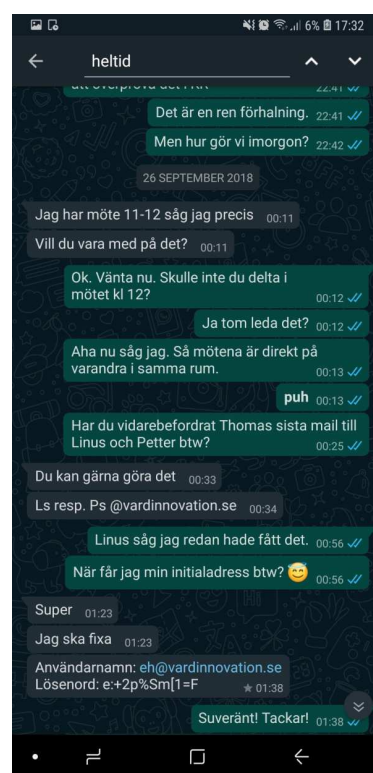 6% 17:32
heltid
22:41
Det är en ren förhalning. 22:41
Men hur gör vi imorgon? 22:42
26 SEPTEMBER 2018
Jag har möte 11-12 såg jag precis 00:11
Vill du vara med på det? 00:11
Ok. Vänta nu. Skulle inte du delta i
mötet kl 12? 00:12
Ja tom leda det? 00:12
Aha nu såg jag. Så mötena är direkt på
varandra i samma rum. 00:13
puh 00:13
Har du vidarebefordrat Thomas sista mail till
Linus och Petter btw? 00:25
Du kan gärna göra det 00:33
Ls resp. Ps @vardinnovation.se 00:34
Linus såg jag redan hade fått det. 00:56
När får jag min initialadress btw? 😇 00:56
Super 01:23
Jag ska fixa 01:23
Användarnamn: eh@vardinnovation.se
Lösenord: e:+2p%Sm[1=F ★ 01:38
Suveränt! Tackar! 01:38